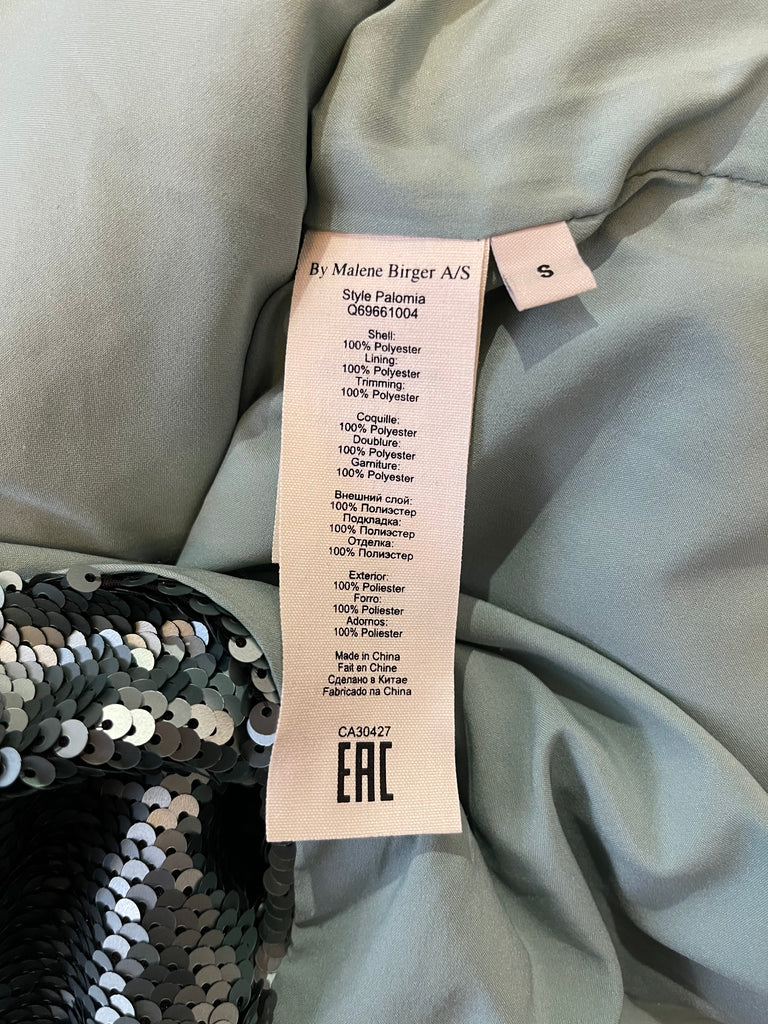 By Malene Birger A/S
S
Style Palomia
Q69661004
Shell:
100% Polyester
Lining:
100% Polyester
Trimming:
100% Polyester
Coquille:
100% Polyester
Doublure:
100% Polyester
Garniture:
100% Polyester
Внешний слой:
100% Полиэстер
Подкладка:
100% Полиэстер
Отделка:
100% Полиэстер
Exterior:
100% Poliester
Forro:
100% Poliester
Adornos:
100% Poliester
Made in China
Fait en Chine
Сделано в Китае
Fabricado na China
CA30427
EAC